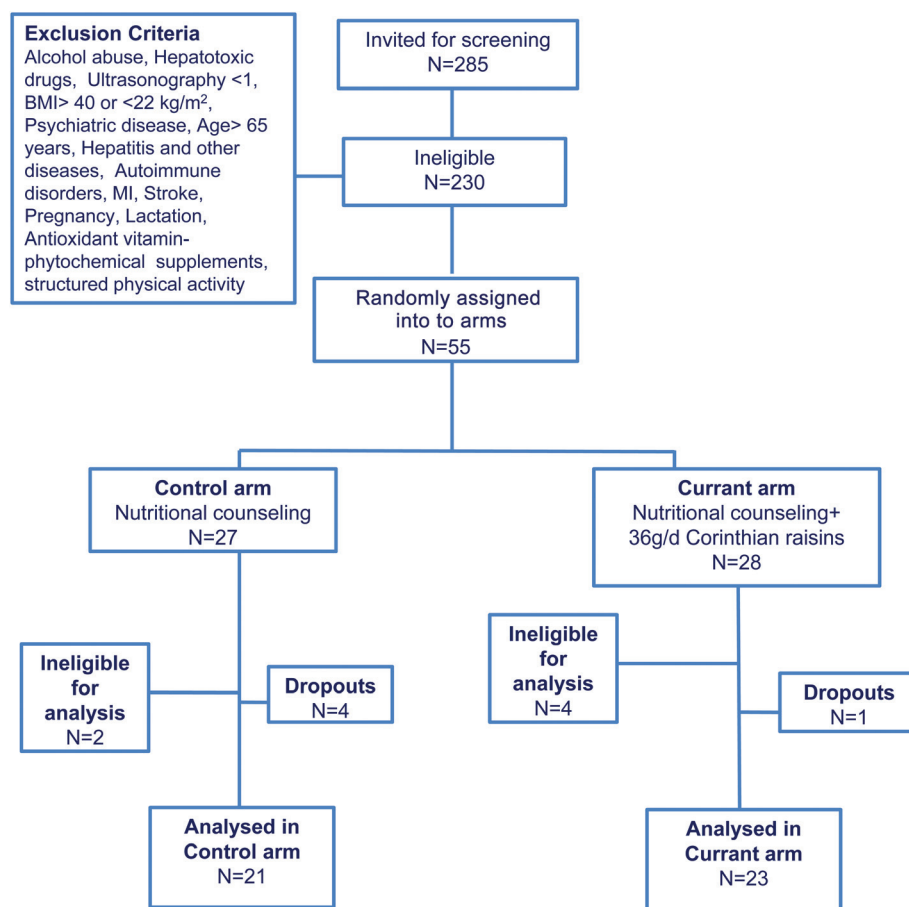 Exclusion Criteria
Alcohol abuse, Hepatotoxic
drugs, Ultrasonography <1,
BMI> 40 or <22 kg/m²,
Psychiatric disease, Age> 65
years, Hepatitis and other
diseases, Autoimmune
disorders, MI, Stroke,
Pregnancy, Lactation,
Antioxidant vitamin-
phytochemical supplements,
structured physical activity
Invited for screening
N=285
Ineligible
N=230
Randomly assigned
into to arms
N=55
Control arm
Nutritional counseling
N=27
Currant arm
Nutritional counseling+
36g/d Corinthian raisins
N=28
Ineligible
for
analysis
N=2
Dropouts
N=4
Ineligible
for
analysis
N=4
Dropouts
N=1
Analysed in
Control arm
N=21
Analysed in
Currant arm
N=23